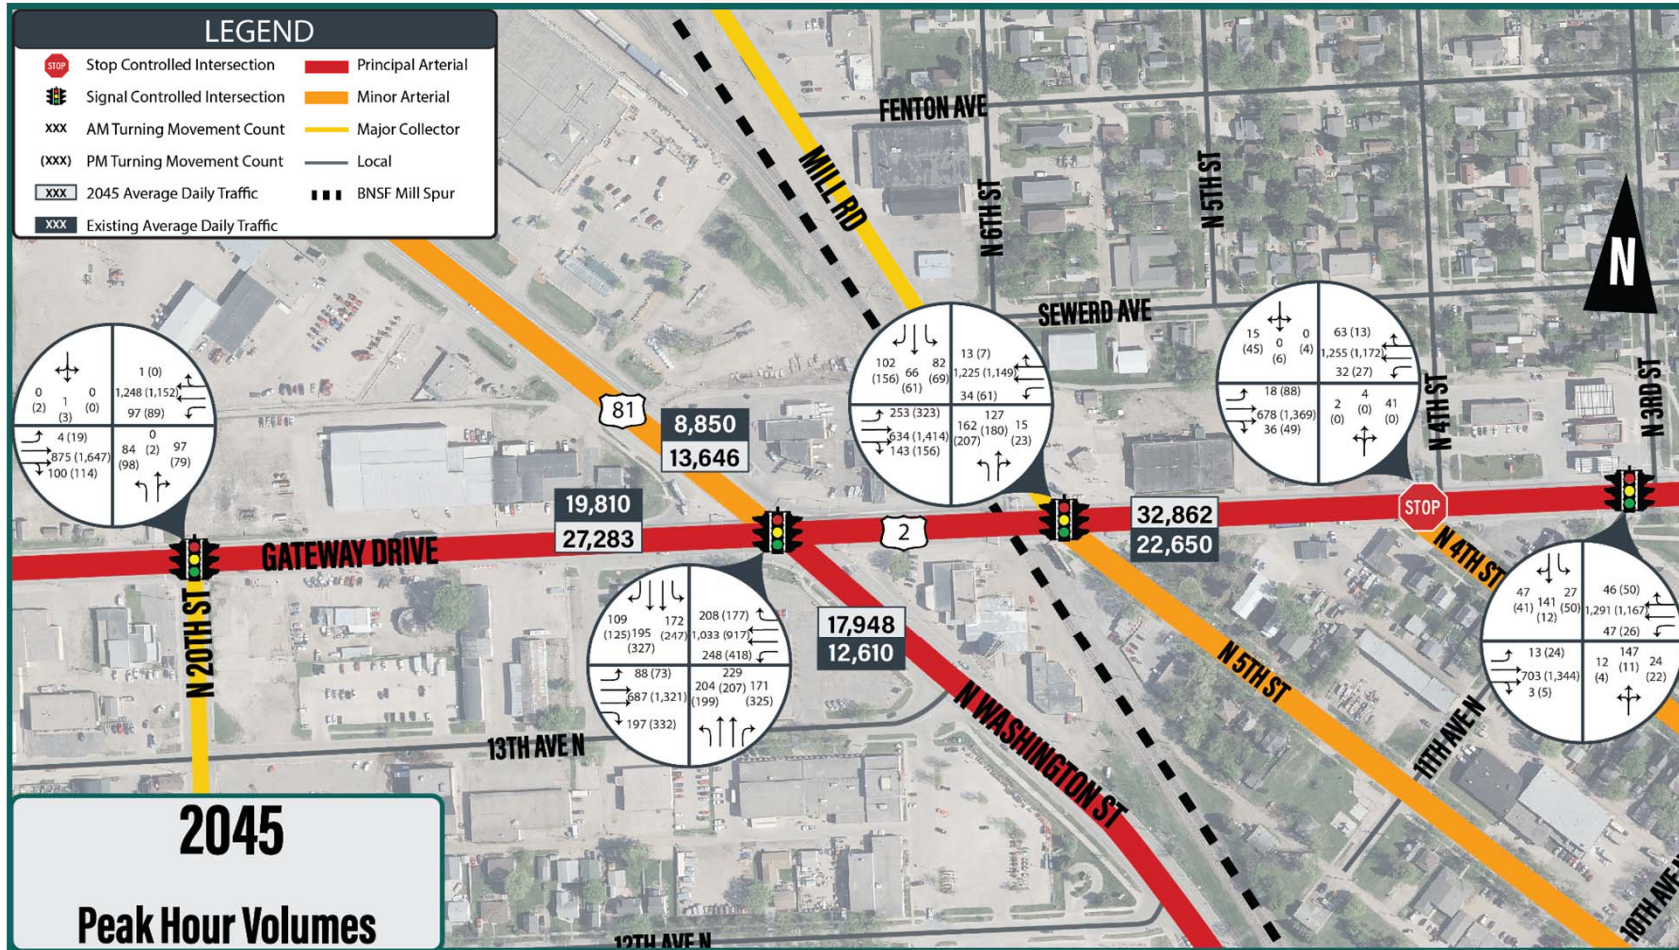 LEGEND
STOP
Stop Controlled Intersection
Principal Arterial
Signal Controlled Intersection
Minor Arterial
XXX
AM Turning Movement Count
Major Collector
(XXX)
PM Turning Movement Count
Local
XXX
2045 Average Daily Traffic
BNSF Mill Spur
XXX
Existing Average Daily Traffic
FENTON AVE
MILL RD
N 6TH ST
N 5TH ST
N
SEWERD AVE
N 4TH ST
N 3RD ST
0
(2)
1
(3)
0
(0)
1 (0)
1,248 (1,152)
97 (89)
4 (19)
875 (1,647)
100 (114)
84
(98)
0
(2)
97
(79)
81
8,850
13,646
19,810
27,283
102
(156)
66
(61)
82
(69)
13 (7)
1,225 (1,149)
34 (61)
253 (323)
634 (1,414)
143 (156)
162
(207)
127
(180)
15
(23)
15
(45)
0
(6)
0
(4)
63 (13)
1,255 (1,172)
32 (27)
18 (88)
678 (1,369)
36 (49)
2
(0)
4
(0)
41
(0)
GATEWAY DRIVE
2
32,862
22,650
STOP
N 4TH ST
N 20TH ST
109
(125)
195
(327)
172
(247)
208 (177)
1,033 (917)
248 (418)
88 (73)
687 (1,321)
197 (332)
204
(199)
229
(207)
171
(325)
17,948
12,610
47
(41)
141
(12)
27
(50)
46 (50)
1,291 (1,167)
47 (26)
13 (24)
703 (1,344)
3 (5)
12
(4)
147
(11)
24
(22)
13TH AVE N
N WASHINGTON ST
N 5TH ST
11TH AVE N
10TH AVE N
12TH AVE N
2045
Peak Hour Volumes